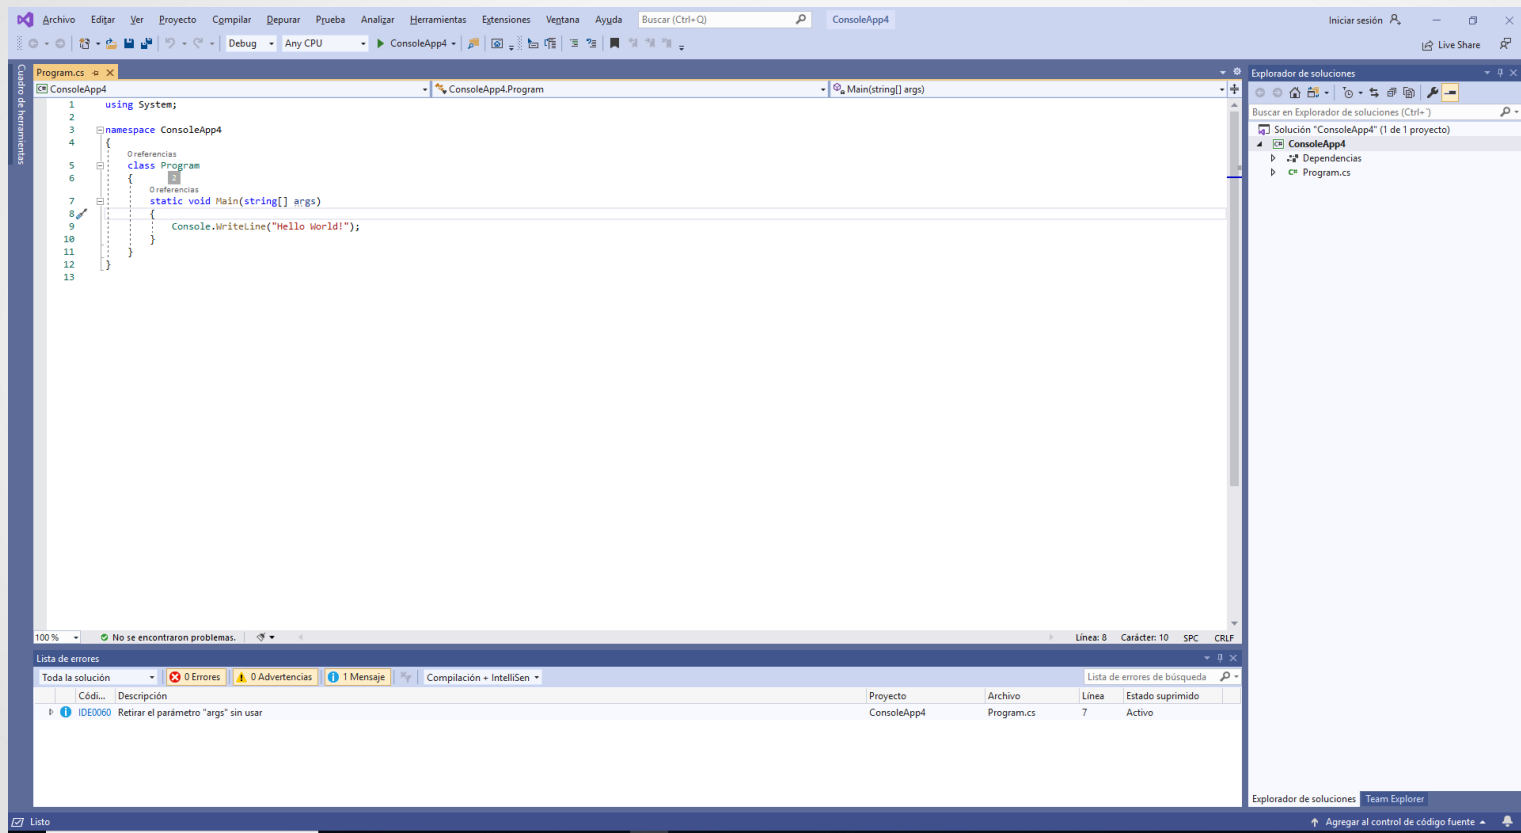 Archivo Editar Ver Proyecto Compilar Depurar Prueba Analizar Herramientas Extensiones Ventana Ayuda Buscar (Ctrl+Q) ConsoleApp4 Iniciar sesión
Debug Any CPU ConsoleApp4 Live Share
Cuadro de herramientas
Program.cs
ConsoleApp4 ConsoleApp4.Program Main(string[] args)
1 using System;
2
3 namespace ConsoleApp4
4 {
0 referencias
5 class Program
6 { 2
0 referencias
7 static void Main(string[] args)
8 {
9 Console.WriteLine("Hello World!");
10 }
11 }
12 }
13
100 % No se encontraron problemas. Línea: 8 Carácter: 10 SPC CRLF
Lista de errores
Toda la solución 0 Errores 0 Advertencias 1 Mensaje Compilación + IntelliSen Lista de errores de búsqueda
Códi... Descripción Proyecto Archivo Línea Estado suprimido
IDE0060 Retirar el parámetro "args" sin usar ConsoleApp4 Program.cs 7 Activo
Explorador de soluciones
Buscar en Explorador de soluciones (Ctrl+¨)
Solución "ConsoleApp4" (1 de 1 proyecto)
C# ConsoleApp4
Dependencias
C# Program.cs
Explorador de soluciones Team Explorer
Listo Agregar al control de código fuente